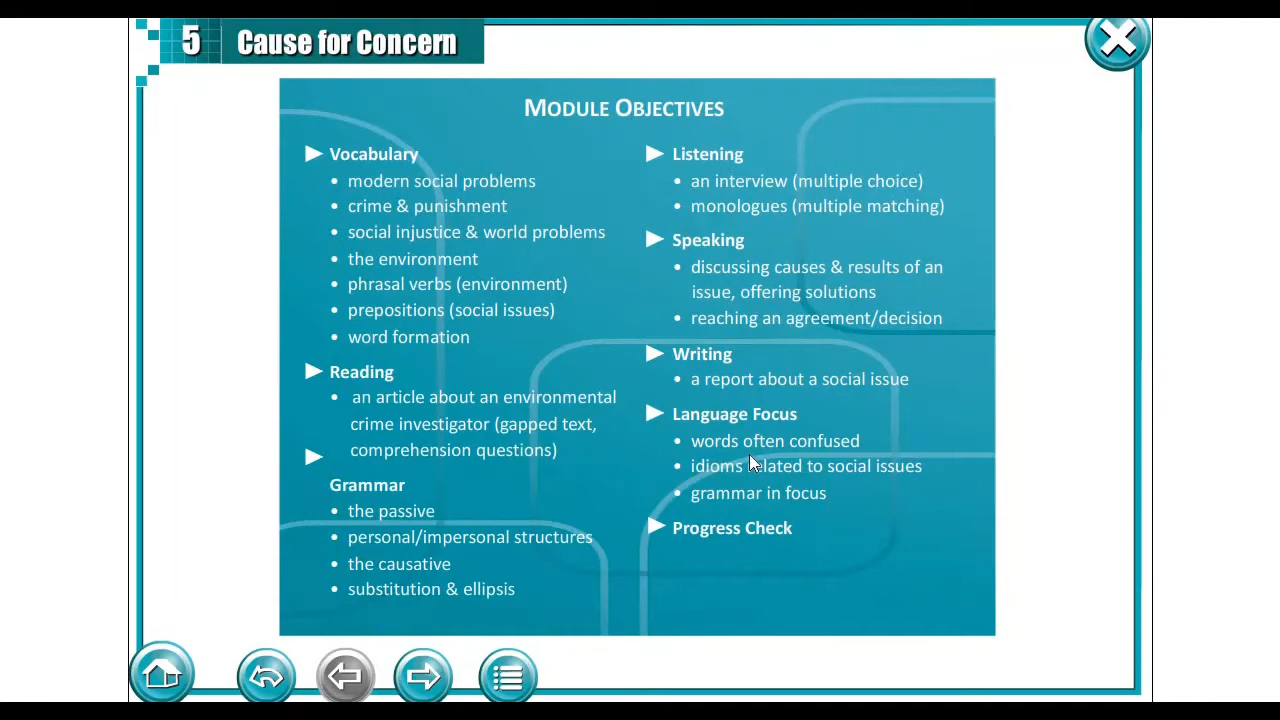 5 Cause for Concern
MODULE OBJECTIVES
Vocabulary
• modern social problems
• crime & punishment
• social injustice & world problems
• the environment
• phrasal verbs (environment)
• prepositions (social issues)
• word formation
Reading
• an article about an environmental
crime investigator (gapped text,
comprehension questions)
Grammar
• the passive
• personal/impersonal structures
• the causative
• substitution & ellipsis
Listening
• an interview (multiple choice)
• monologues (multiple matching)
Speaking
• discussing causes & results of an
issue, offering solutions
• reaching an agreement/decision
Writing
• a report about a social issue
Language Focus
• words often confused
• idioms related to social issues
• grammar in focus
Progress Check